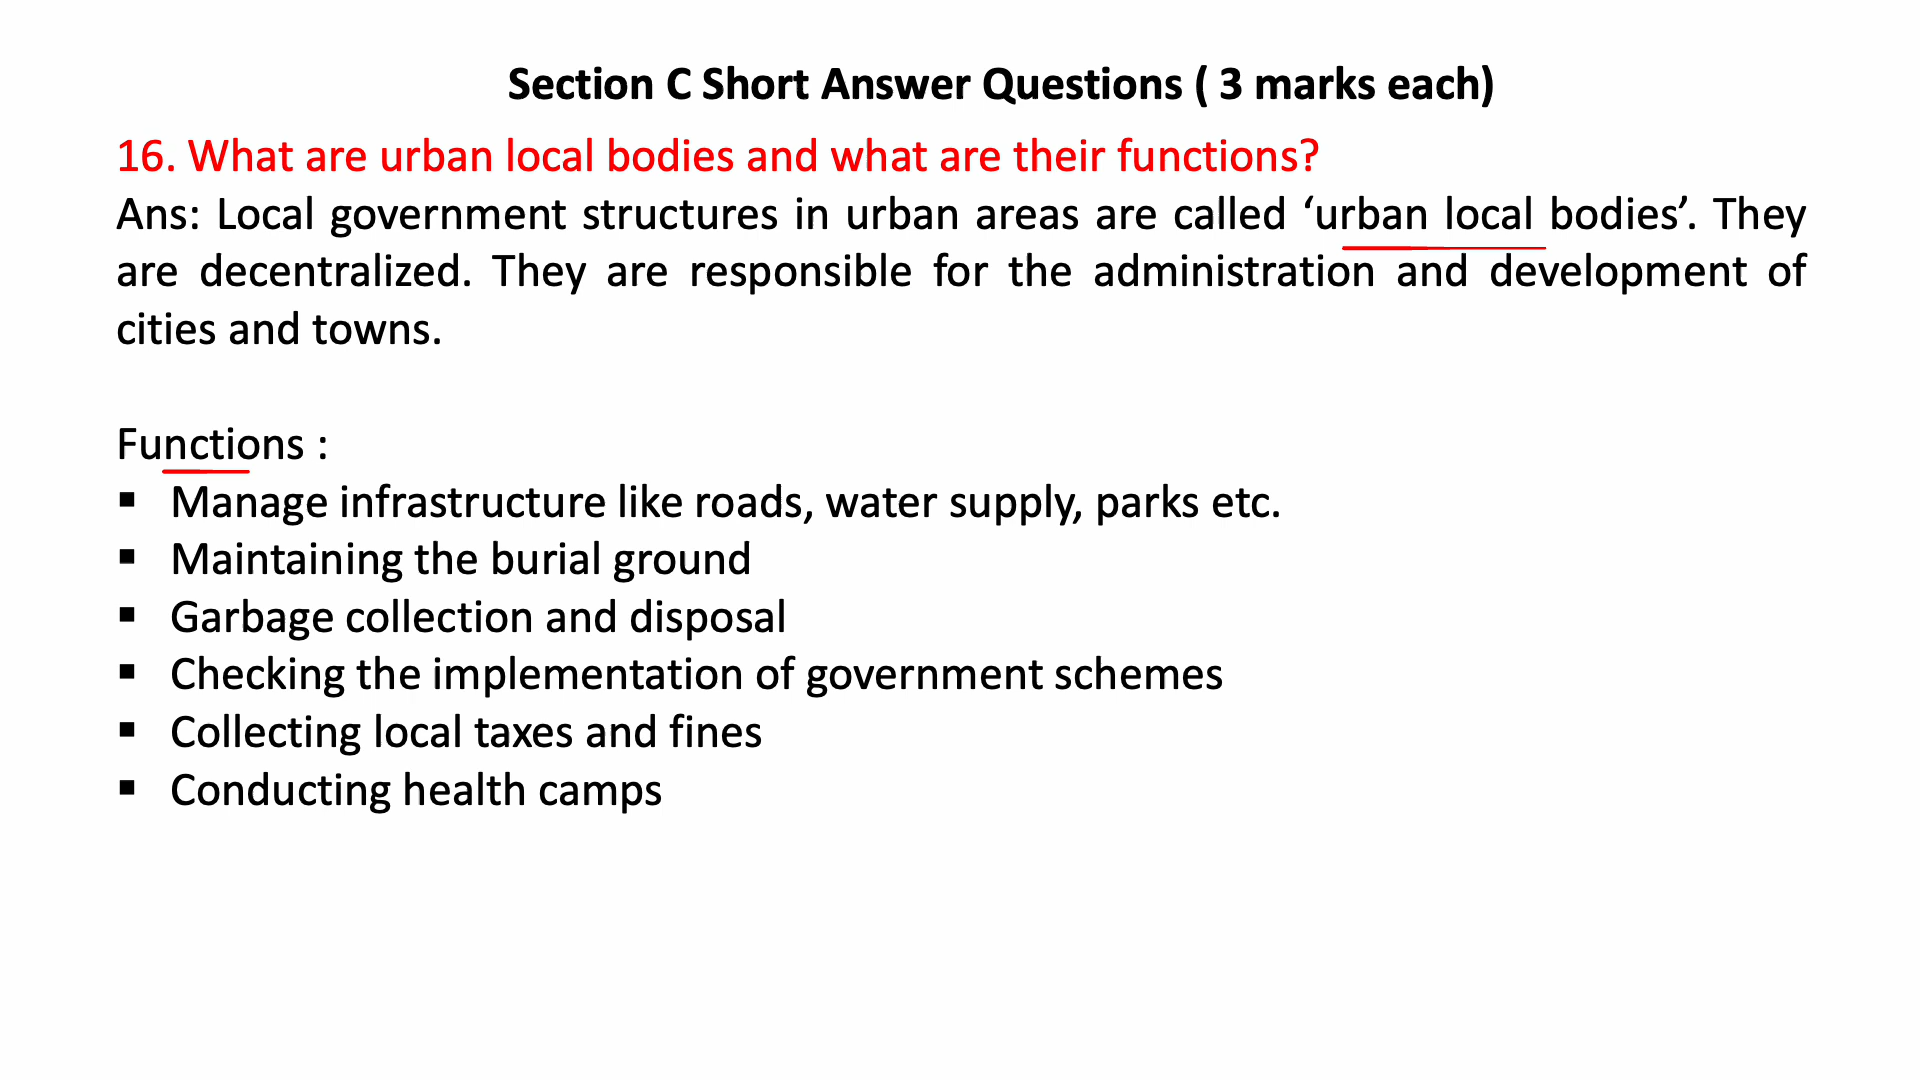 Section C Short Answer Questions ( 3 marks each)
16. What are urban local bodies and what are their functions?
Ans: Local government structures in urban areas are called ‘urban local bodies’. They
are decentralized. They are responsible for the administration and development of
cities and towns.
Functions :
▪ Manage infrastructure like roads, water supply, parks etc.
▪ Maintaining the burial ground
▪ Garbage collection and disposal
▪ Checking the implementation of government schemes
▪ Collecting local taxes and fines
▪ Conducting health camps